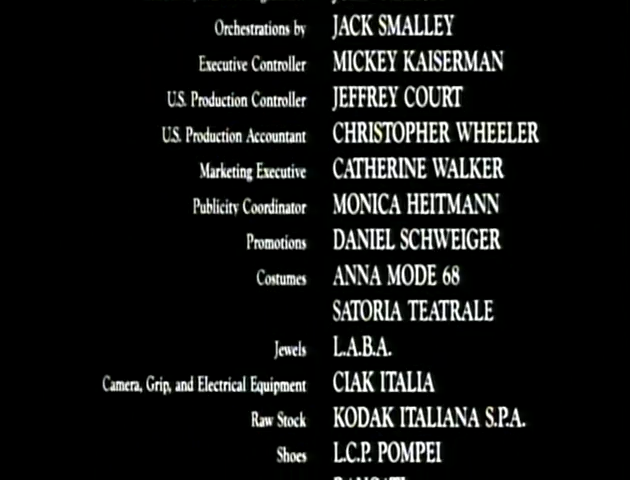 Orchestrations by JACK SMALLEY
Executive Controller MICKEY KAISERMAN
U.S. Production Controller JEFFREY COURT
U.S. Production Accountant CHRISTOPHER WHEELER
Marketing Executive CATHERINE WALKER
Publicity Coordinator MONICA HEITMANN
Promotions DANIEL SCHWEIGER
Costumes ANNA MODE 68
SATORIA TEATRALE
Jewels L.A.B.A.
Camera, Grip, and Electrical Equipment CIAK ITALIA
Raw Stock KODAK ITALIANA S.P.A.
Shoes L.C.P. POMPEI